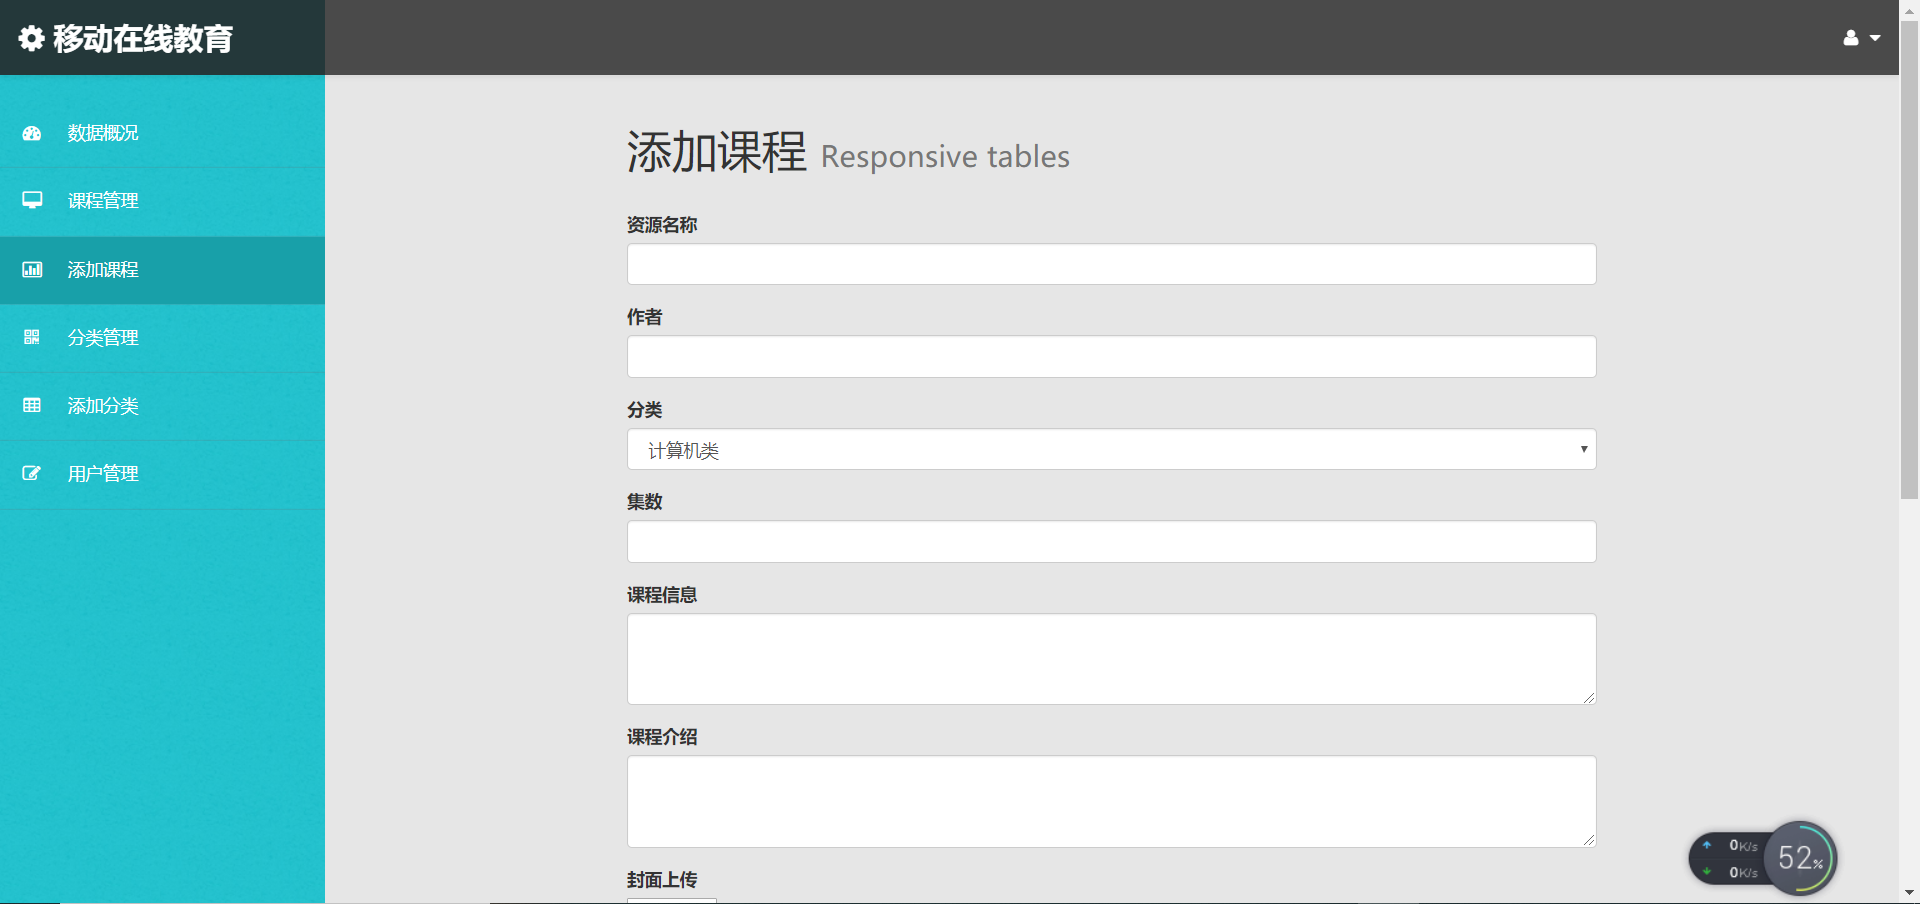 移动在线教育
数据概况
课程管理
添加课程
分类管理
添加分类
用户管理
添加课程 Responsive tables
资源名称
作者
分类
计算机类
集数
课程信息
课程介绍
封面上传
0K/s
0K/s
52%